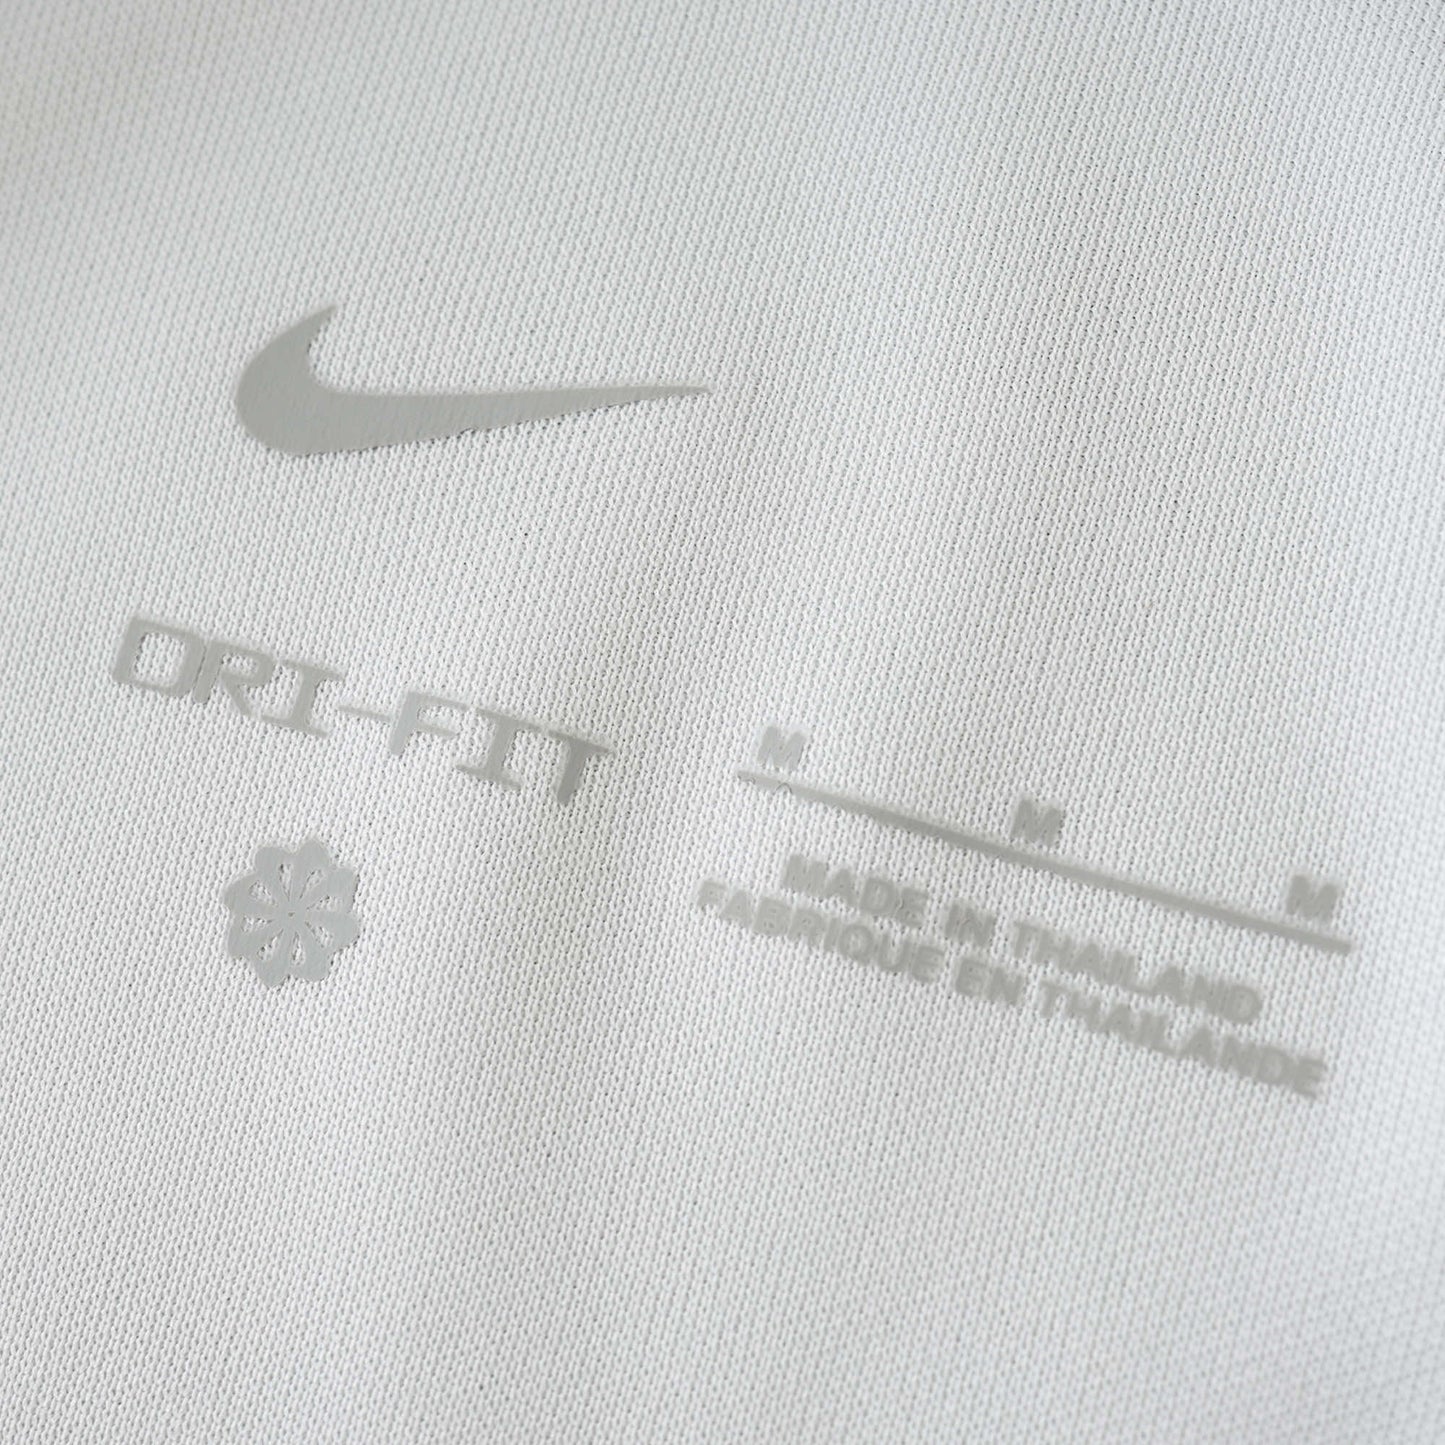 DRI-FIT
M M M
MADE IN THAILAND
FABRIQUE EN THAILANDE